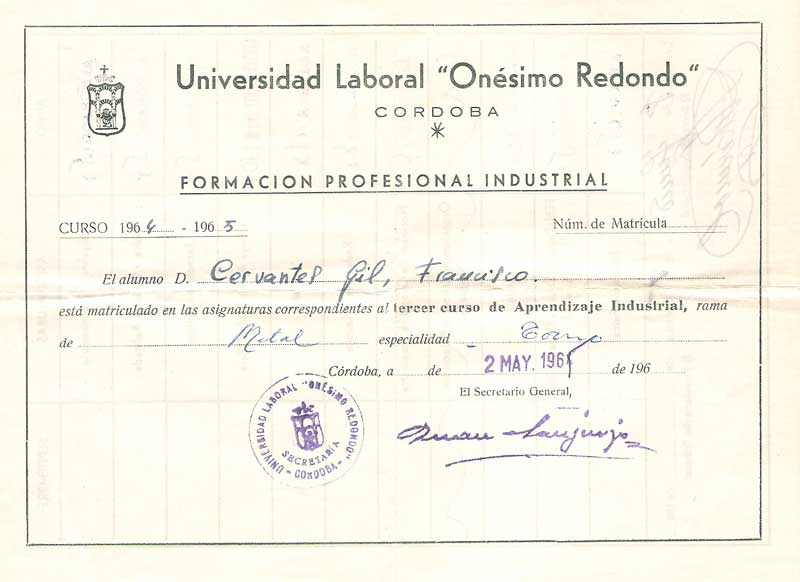 Universidad Laboral "Onésimo Redondo"
CORDOBA
FORMACION PROFESIONAL INDUSTRIAL
CURSO 1964 - 1965 Núm. de Matrícula
El alumno D. Cervantes Gil, Francisco.
está matriculado en las asignaturas correspondientes al tercer curso de Aprendizaje Industrial, rama
de Metal especialidad Torno
Córdoba, a de 2 MAY. 196 de 196
El Secretario General,
UNIVERSIDAD LABORAL "ONÉSIMO REDONDO"
SECRETARIA
- CORDOBA -